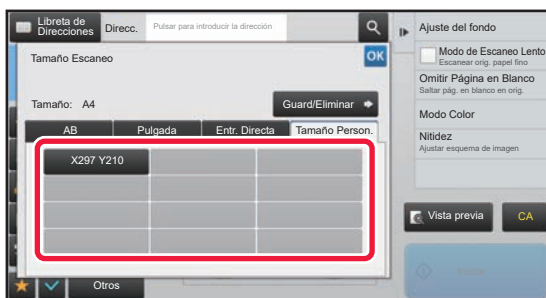 Libreta de
Direcciones
Direcc.
Pulsar para introducir la dirección
Tamaño Escaneo
OK
Tamaño: A4
Guard/Eliminar
AB
Pulgada
Entr. Directa
Tamaño Person.
X297 Y210
Otros
Ajuste del fondo
Modo de Escaneo Lento
Escanear orig. papel fino
Omitir Página en Blanco
Saltar pág. en blanco en orig.
Modo Color
Nitidez
Ajustar esquema de imagen
Vista previa
CA